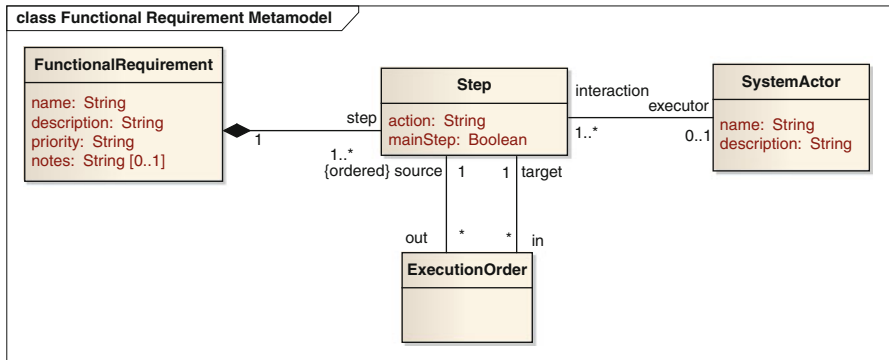 class Functional Requirement Metamodel
FunctionalRequirement
name: String
description: String
priority: String
notes: String [0..1]
1
step
1..*
{ordered}
Step
action: String
mainStep: Boolean
interaction
1..*
executor
0..1
SystemActor
name: String
description: String
source
1
1
target
out
*
*
in
ExecutionOrder